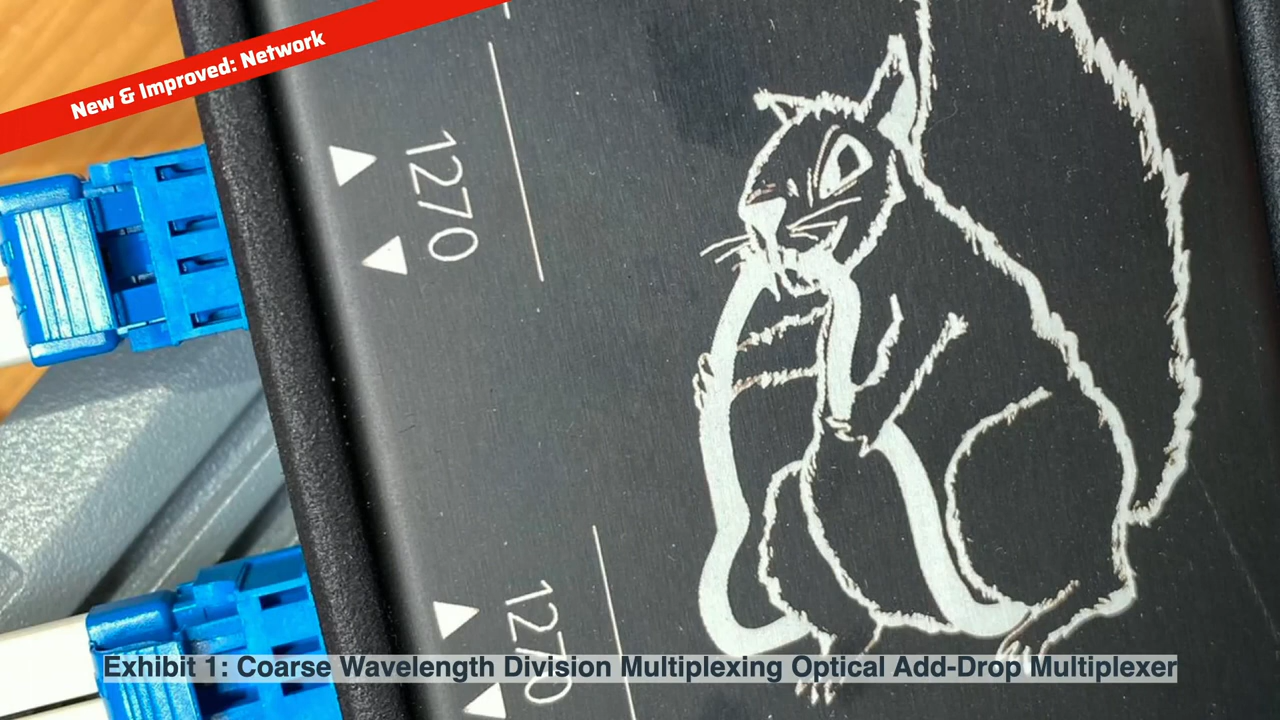 New & Improved: Network
1270
1270
Exhibit 1: Coarse Wavelength Division Multiplexing Optical Add-Drop Multiplexer